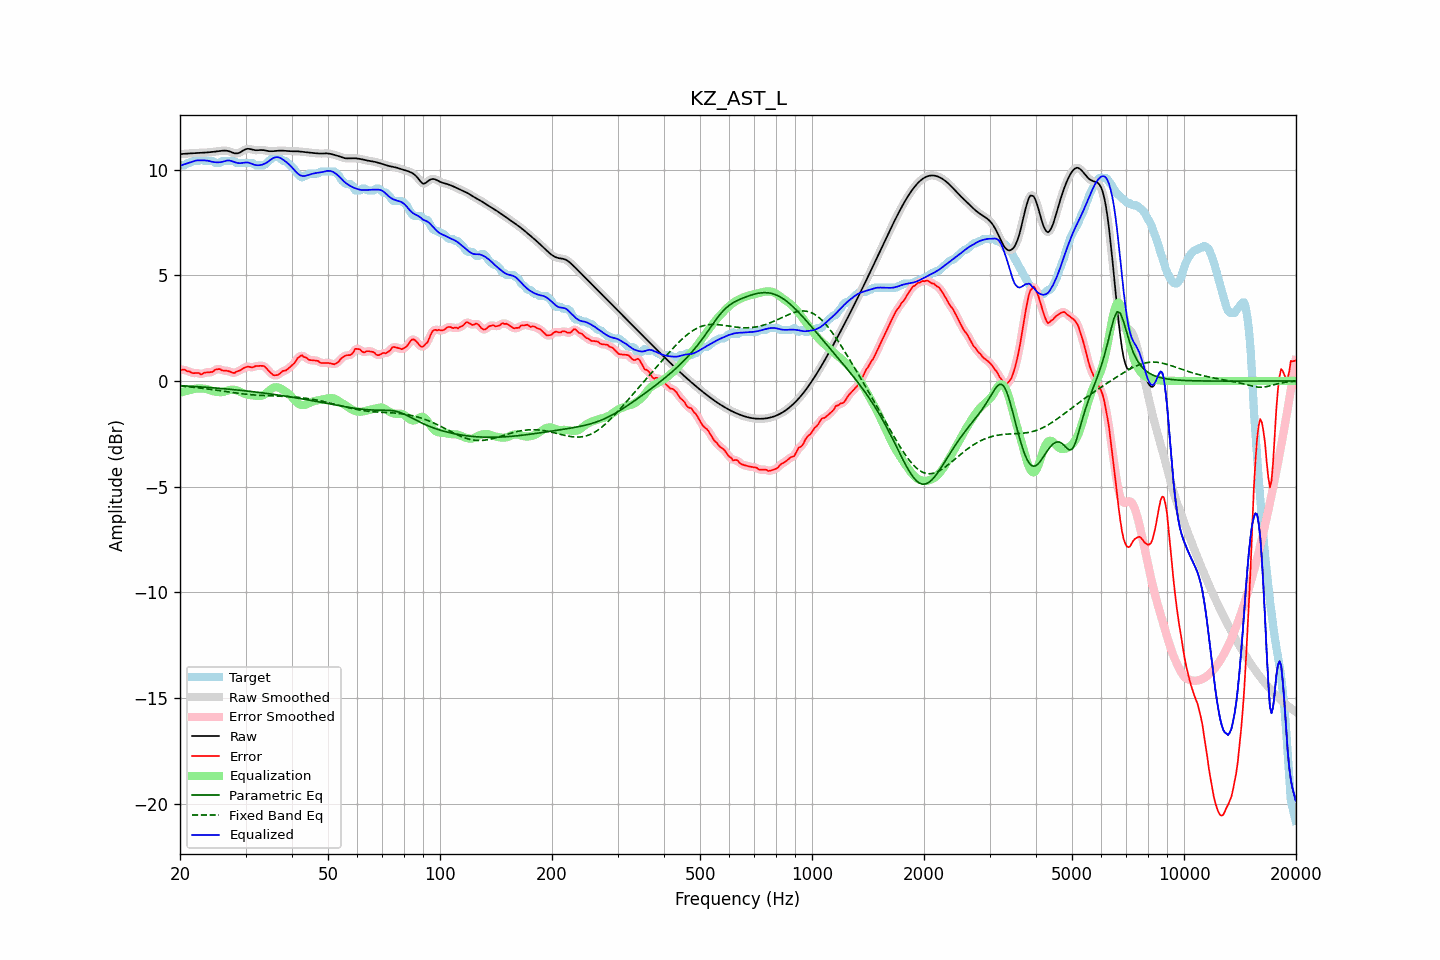 KZ_AST_L
10
5
0
−5
−10
−15
−20
Amplitude (dBr)
Target
Raw Smoothed
Error Smoothed
Raw
Error
Equalization
Parametric Eq
Fixed Band Eq
Equalized
20 50 100 200 500 1000 2000 5000 10000 20000
Frequency (Hz)